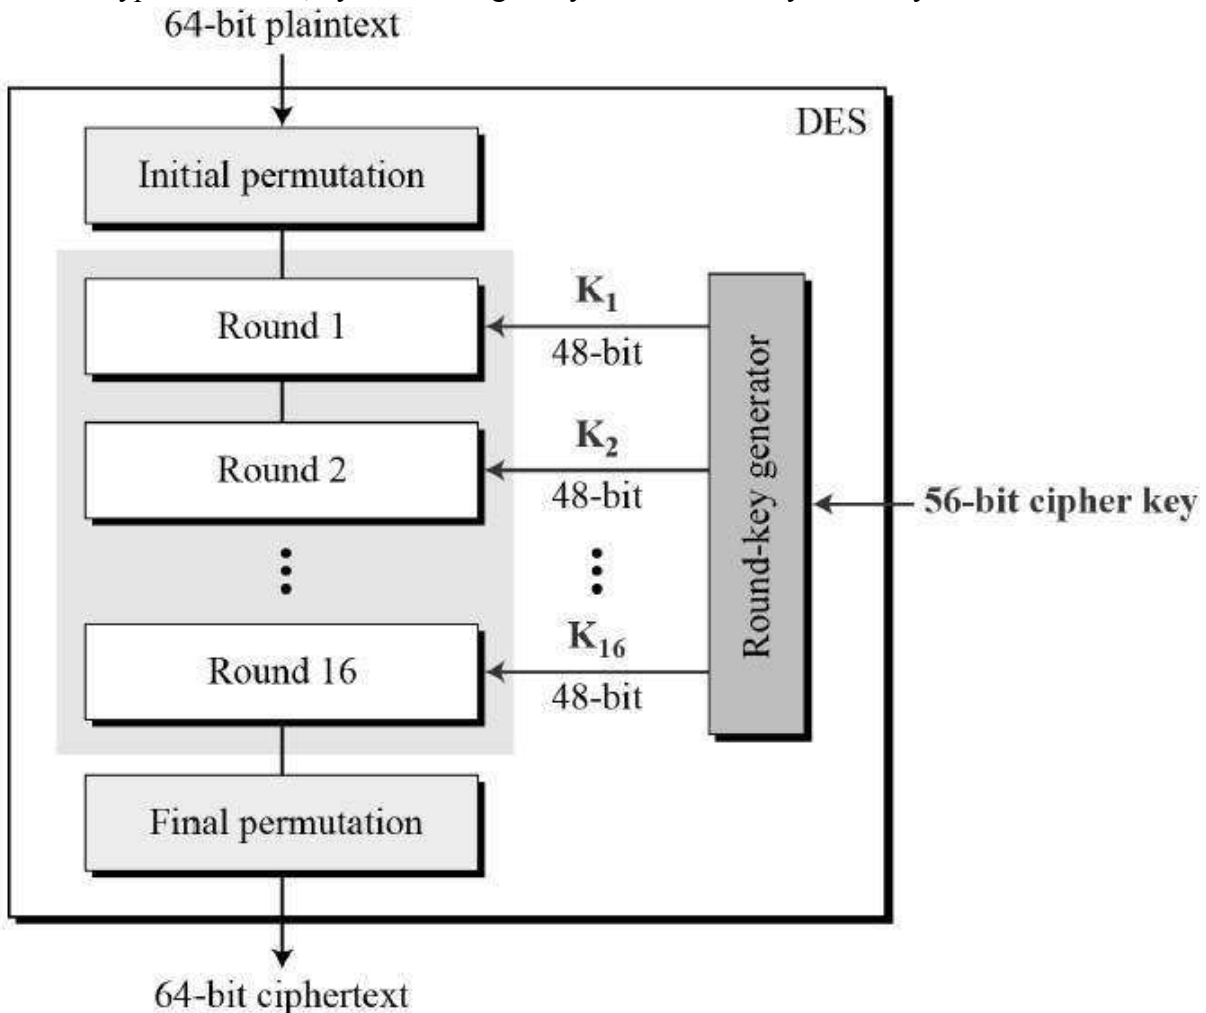 64-bit plaintext
DES
Initial permutation
Round 1
K1
48-bit
Round 2
K2
48-bit
Round-key generator
56-bit cipher key
Round 16
K16
48-bit
Final permutation
64-bit ciphertext